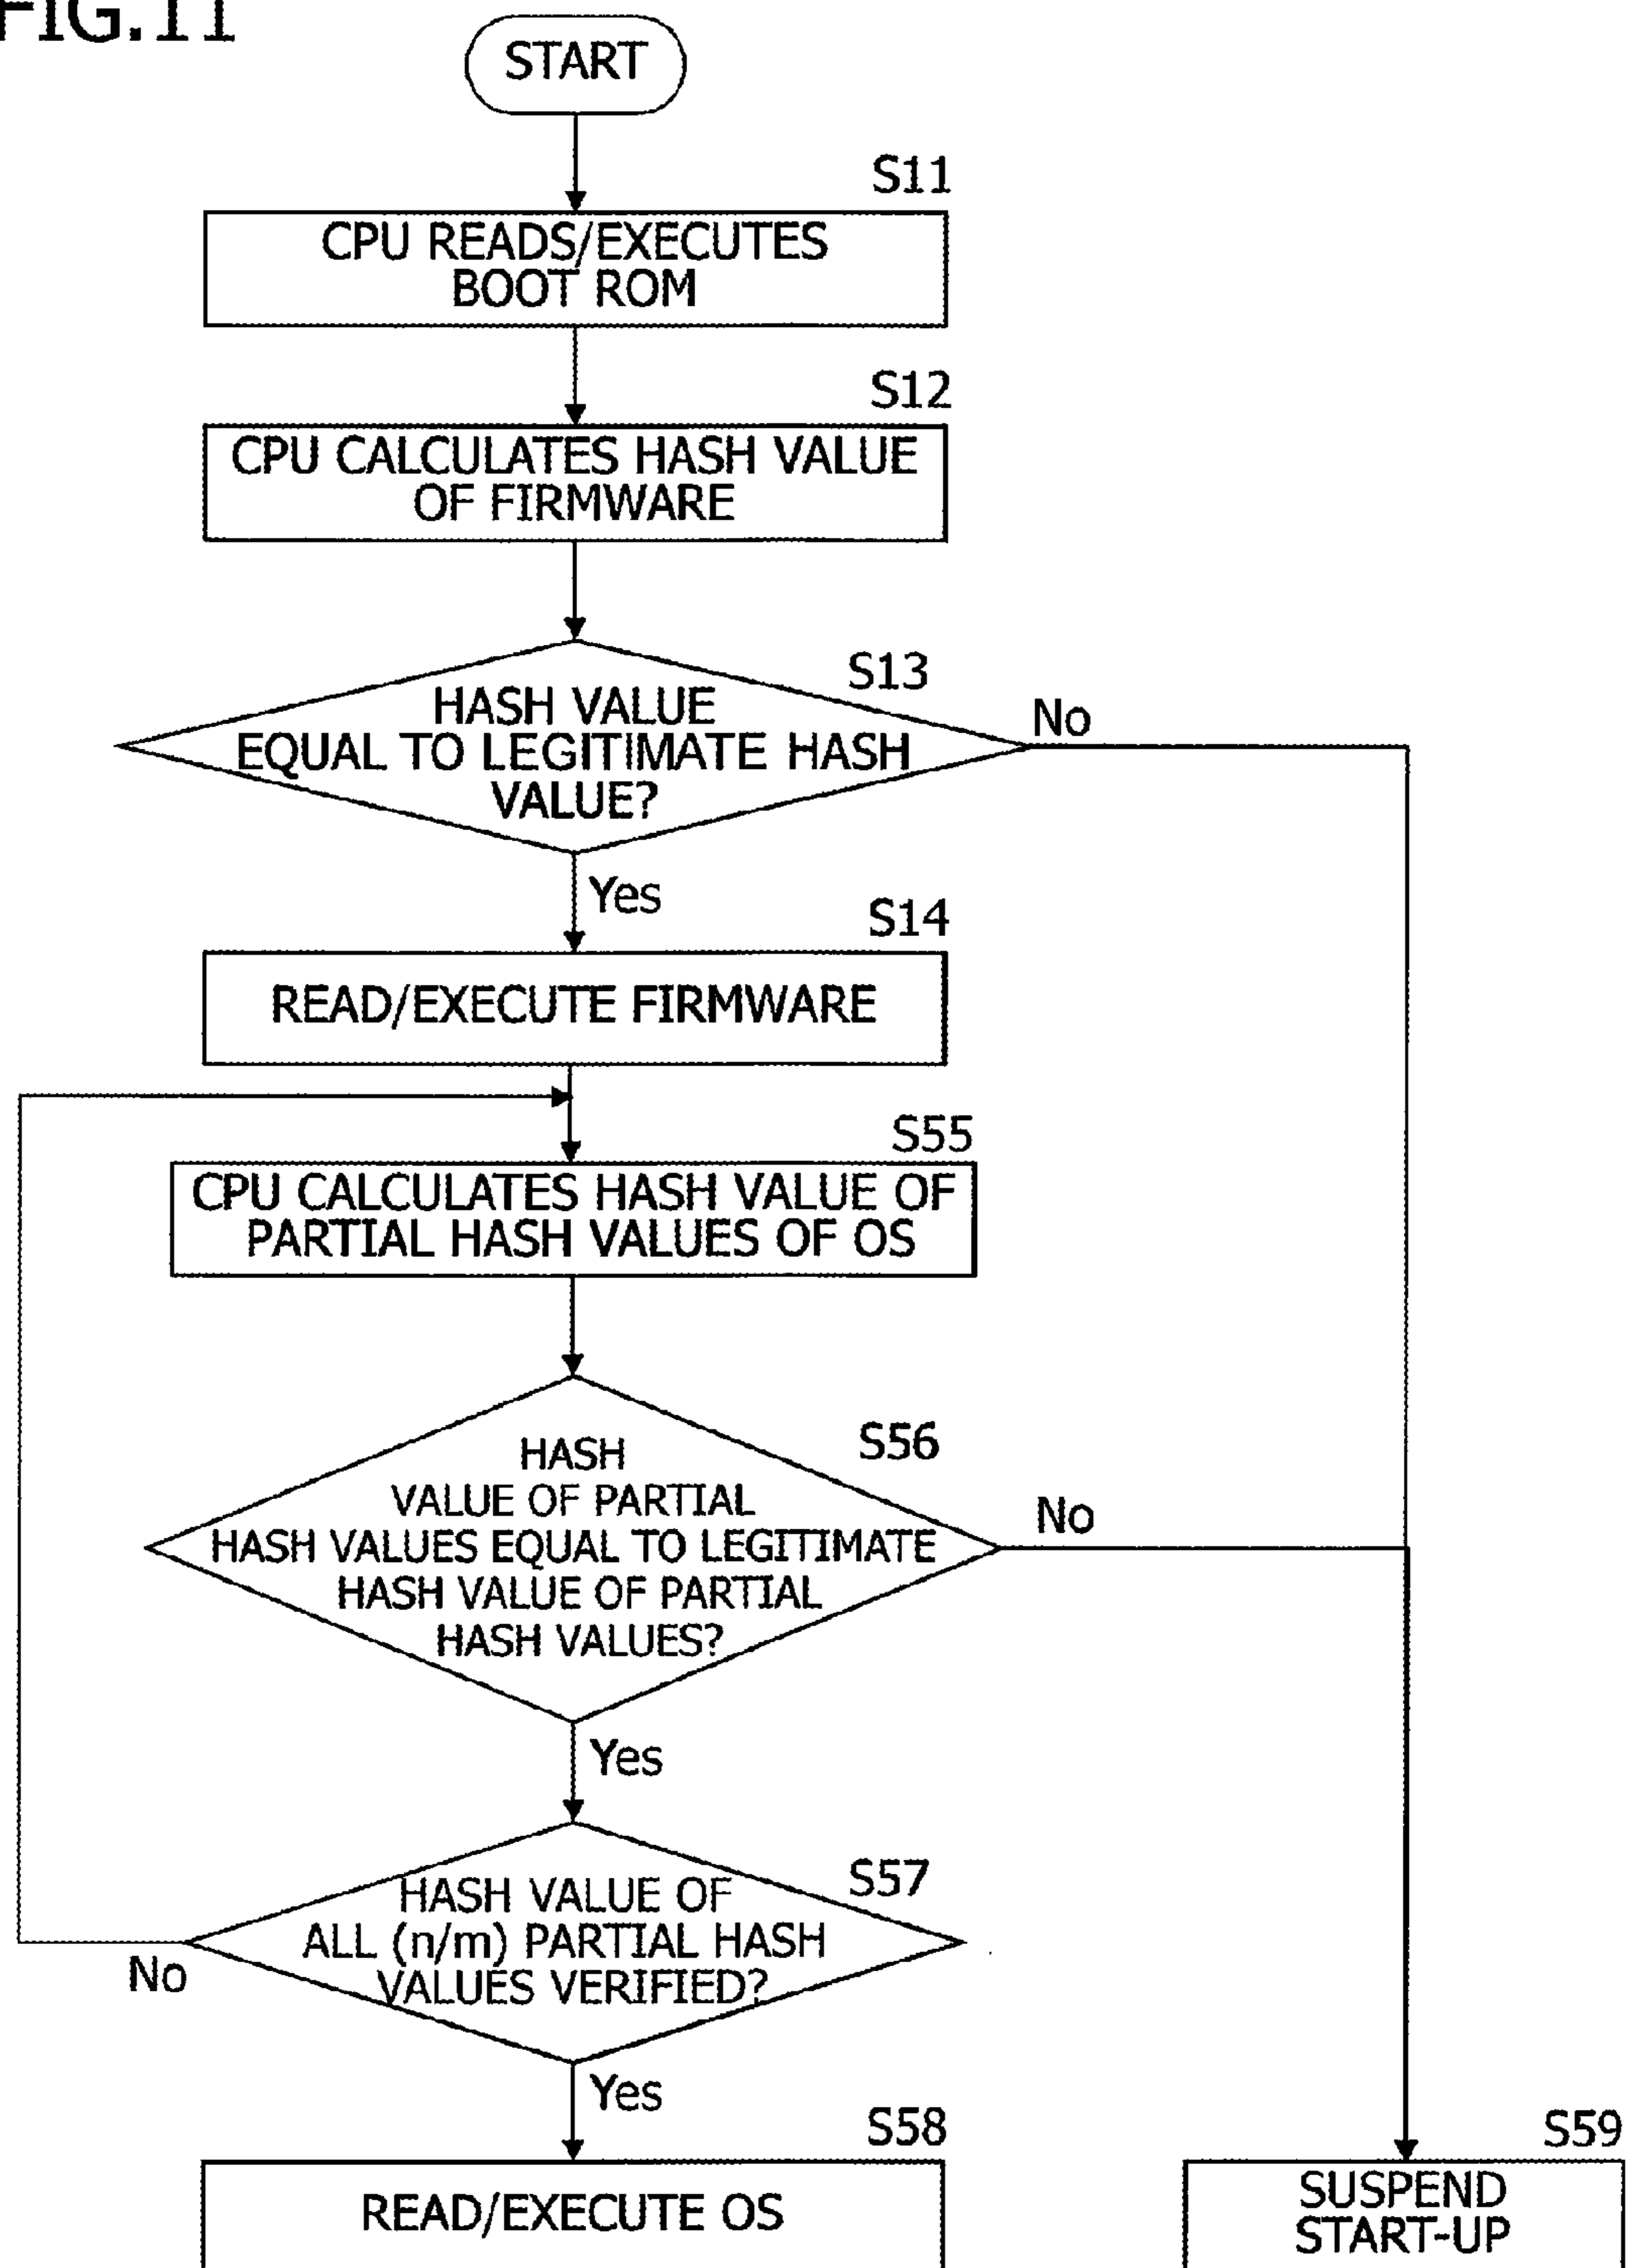 FIG.11
START
S11
CPU READS/EXECUTES
BOOT ROM
S12
CPU CALCULATES HASH VALUE
OF FIRMWARE
S13
HASH VALUE
EQUAL TO LEGITIMATE HASH
VALUE?
No
Yes
S14
READ/EXECUTE FIRMWARE
S55
CPU CALCULATES HASH VALUE OF
PARTIAL HASH VALUES OF OS
S56
HASH
VALUE OF PARTIAL
HASH VALUES EQUAL TO LEGITIMATE
HASH VALUE OF PARTIAL
HASH VALUES?
No
Yes
S57
HASH VALUE OF
ALL (n/m) PARTIAL HASH
VALUES VERIFIED?
No
Yes
S58
READ/EXECUTE OS
S59
SUSPEND
START-UP